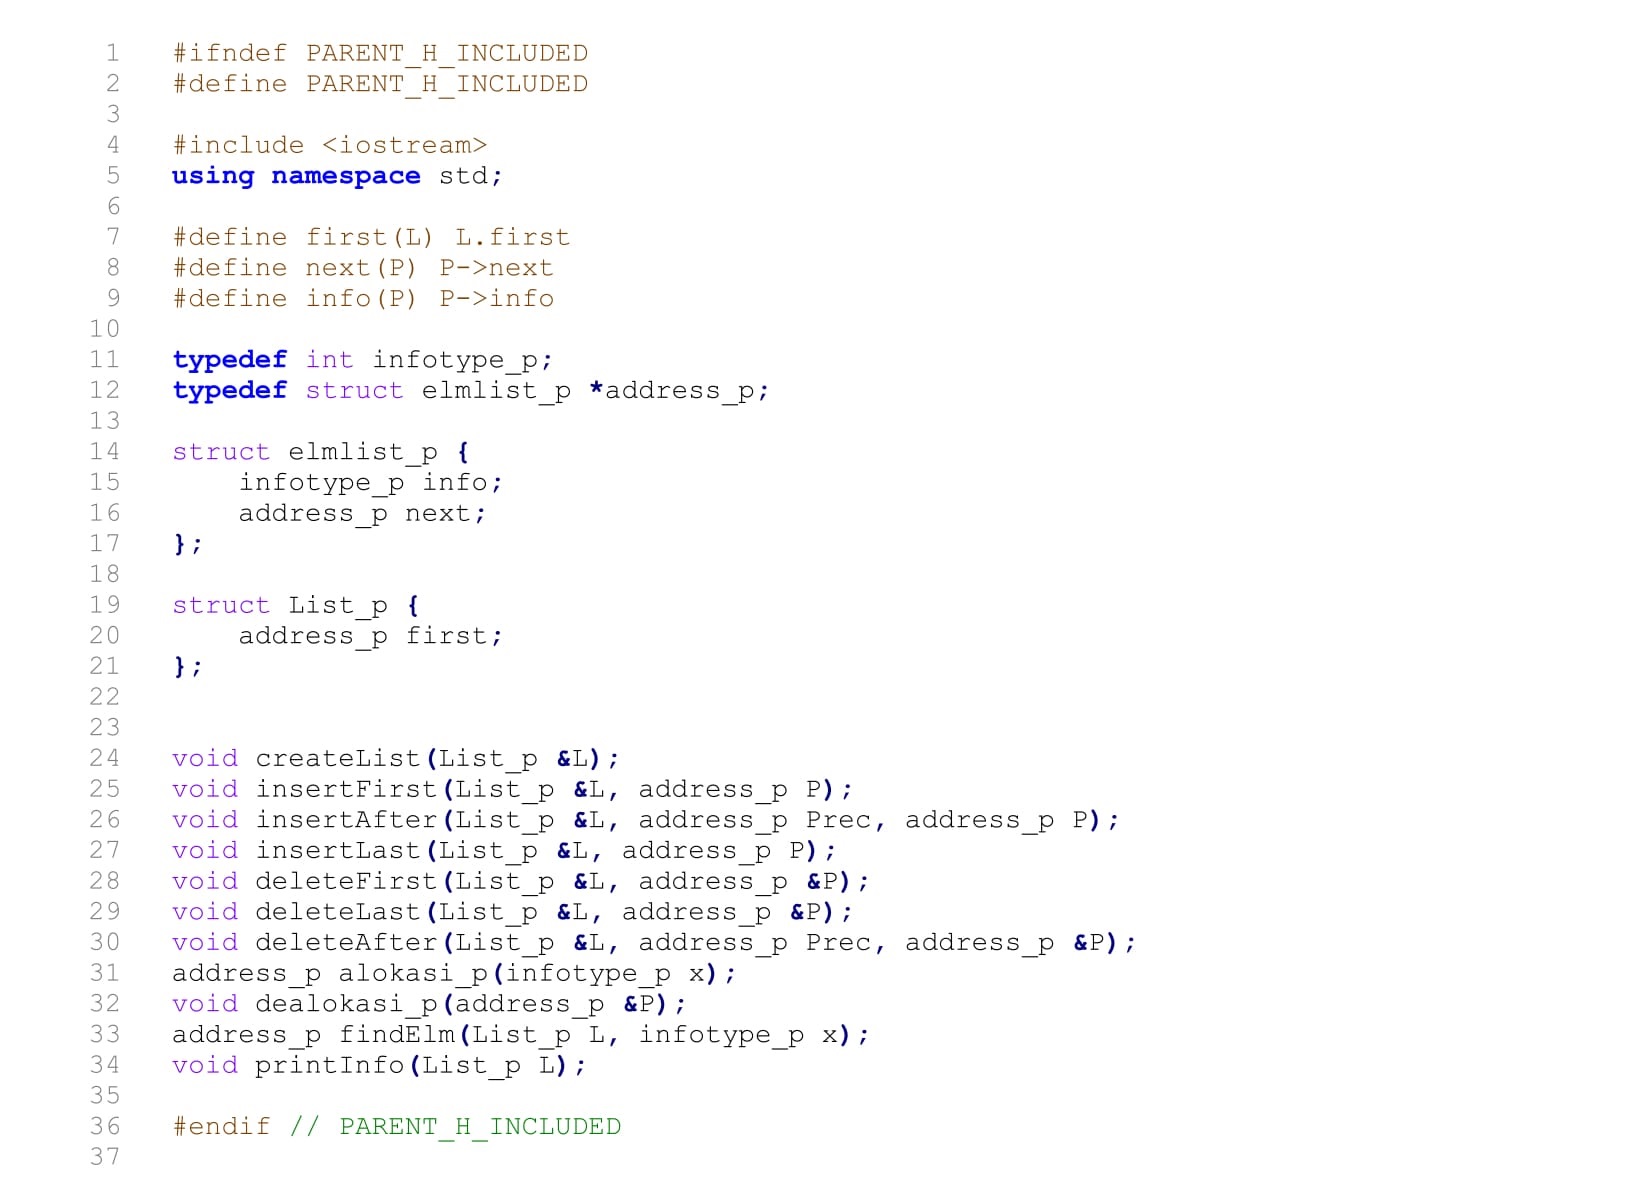 1 #ifndef PARENT_H_INCLUDED
2 #define PARENT_H_INCLUDED
3
4 #include <iostream>
5 using namespace std;
6
7 #define first(L) L.first
8 #define next(P) P->next
9 #define info(P) P->info
10
11 typedef int infotype_p;
12 typedef struct elmlist_p *address_p;
13
14 struct elmlist_p {
15     infotype_p info;
16     address_p next;
17 };
18
19 struct List_p {
20     address_p first;
21 };
22
23
24 void createList(List_p &L);
25 void insertFirst(List_p &L, address_p P);
26 void insertAfter(List_p &L, address_p Prec, address_p P);
27 void insertLast(List_p &L, address_p P);
28 void deleteFirst(List_p &L, address_p &P);
29 void deleteLast(List_p &L, address_p &P);
30 void deleteAfter(List_p &L, address_p Prec, address_p &P);
31 address_p alokasi_p(infotype_p x);
32 void dealokasi_p(address_p &P);
33 address_p findElm(List_p L, infotype_p x);
34 void printInfo(List_p L);
35
36 #endif // PARENT_H_INCLUDED
37